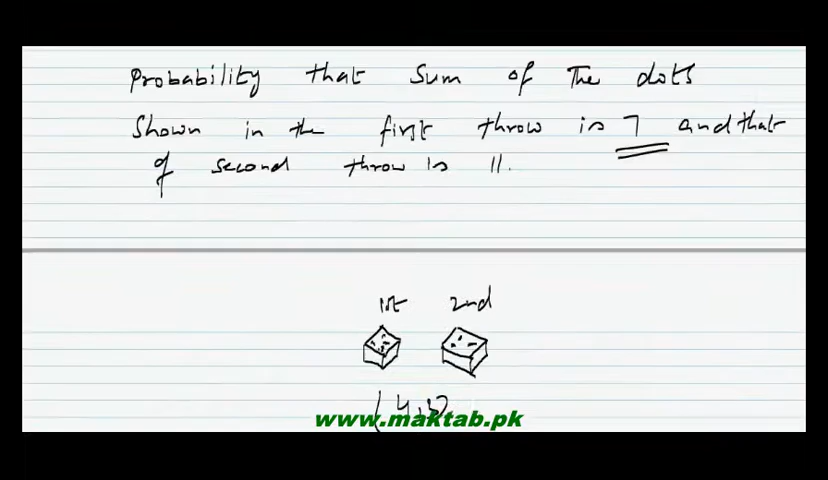 Probability that sum of The dots
Shown in the first throw is 7 and that
of second throw is 11.
1st 2nd
(4,3)
www.maktab.pk